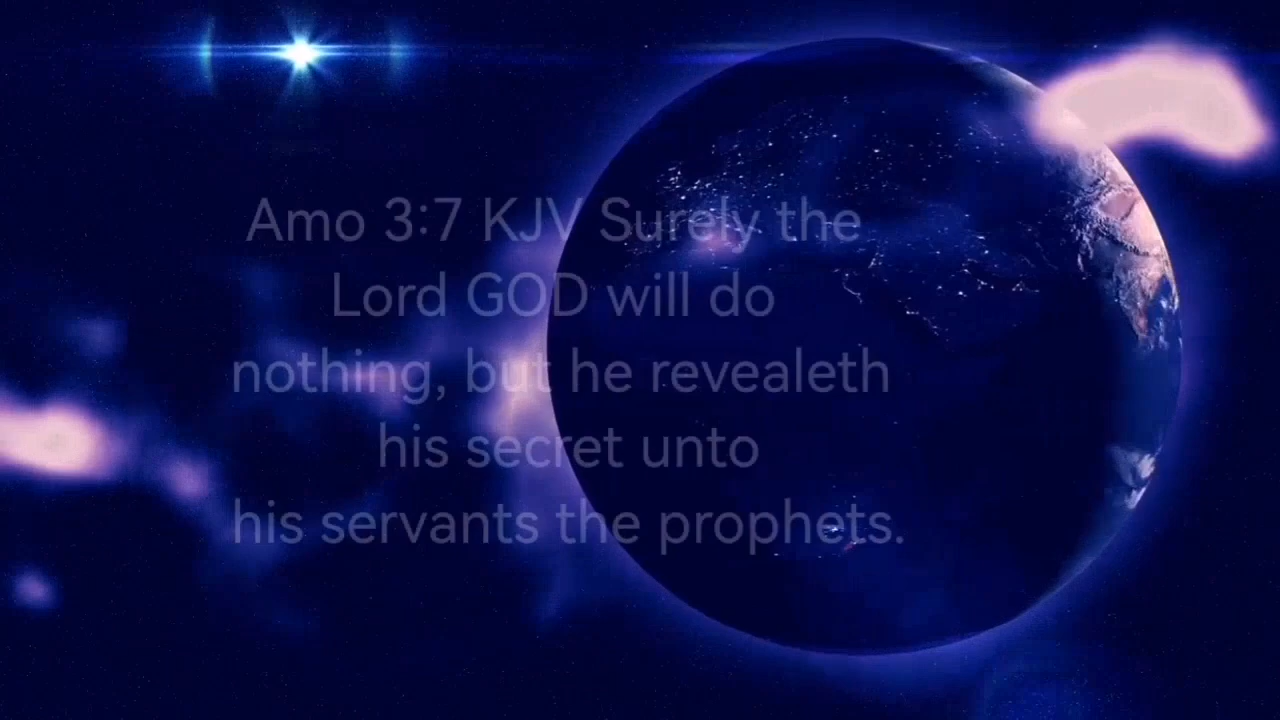 Amo 3:7 KJV Surely the
Lord GOD will do
nothing, but he revealeth
his secret unto
his servants the prophets.